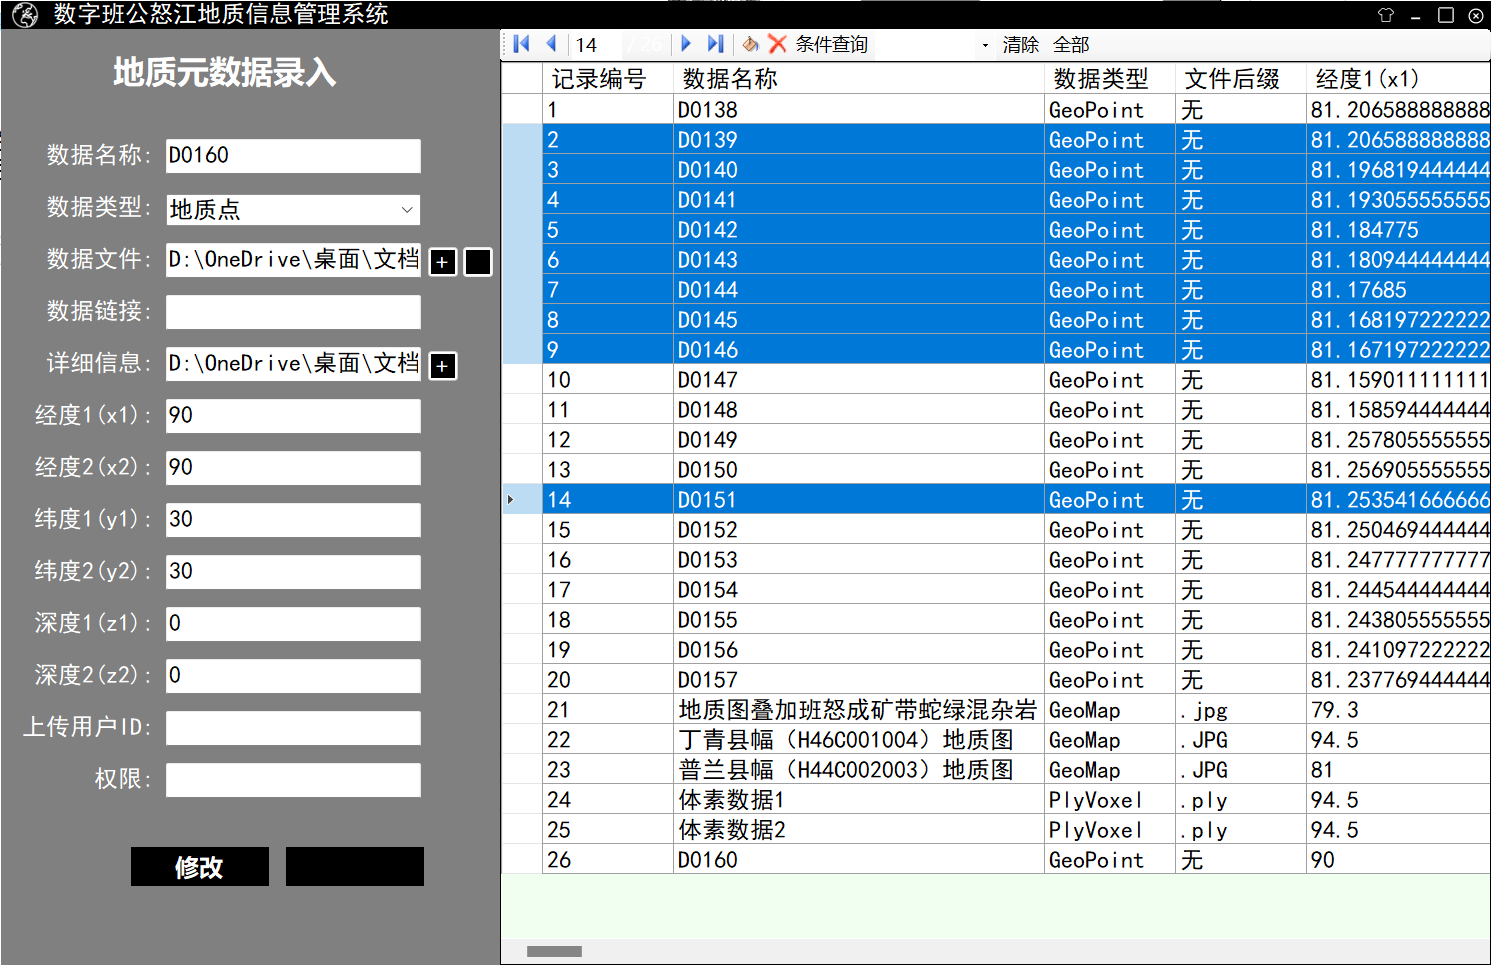 数字班公怒江地质信息管理系统
地质元数据录入
数据名称: D0160
数据类型: 地质点
数据文件: D:\OneDrive\桌面\文档 +
数据链接:
详细信息: D:\OneDrive\桌面\文档 +
经度1(x1): 90
经度2(x2): 90
纬度1(y1): 30
纬度2(y2): 30
深度1(z1): 0
深度2(z2): 0
上传用户ID:
权限:
修改
14 / 26 条件查询 清除 全部
记录编号 数据名称 数据类型 文件后缀 经度1(x1)
1 D0138 GeoPoint 无 81.206588888888
2 D0139 GeoPoint 无 81.206588888888
3 D0140 GeoPoint 无 81.196819444444
4 D0141 GeoPoint 无 81.193055555555
5 D0142 GeoPoint 无 81.184775
6 D0143 GeoPoint 无 81.180944444444
7 D0144 GeoPoint 无 81.17685
8 D0145 GeoPoint 无 81.168197222222
9 D0146 GeoPoint 无 81.167197222222
10 D0147 GeoPoint 无 81.159011111111
11 D0148 GeoPoint 无 81.158594444444
12 D0149 GeoPoint 无 81.257805555555
13 D0150 GeoPoint 无 81.256905555555
14 D0151 GeoPoint 无 81.253541666666
15 D0152 GeoPoint 无 81.250469444444
16 D0153 GeoPoint 无 81.247777777777
17 D0154 GeoPoint 无 81.244544444444
18 D0155 GeoPoint 无 81.243805555555
19 D0156 GeoPoint 无 81.241097222222
20 D0157 GeoPoint 无 81.237769444444
21 地质图叠加班怒成矿带蛇绿混杂岩 GeoMap .jpg 79.3
22 丁青县幅（H46C001004）地质图 GeoMap .JPG 94.5
23 普兰县幅（H44C002003）地质图 GeoMap .JPG 81
24 体素数据1 PlyVoxel .ply 94.5
25 体素数据2 PlyVoxel .ply 94.5
26 D0160 GeoPoint 无 90